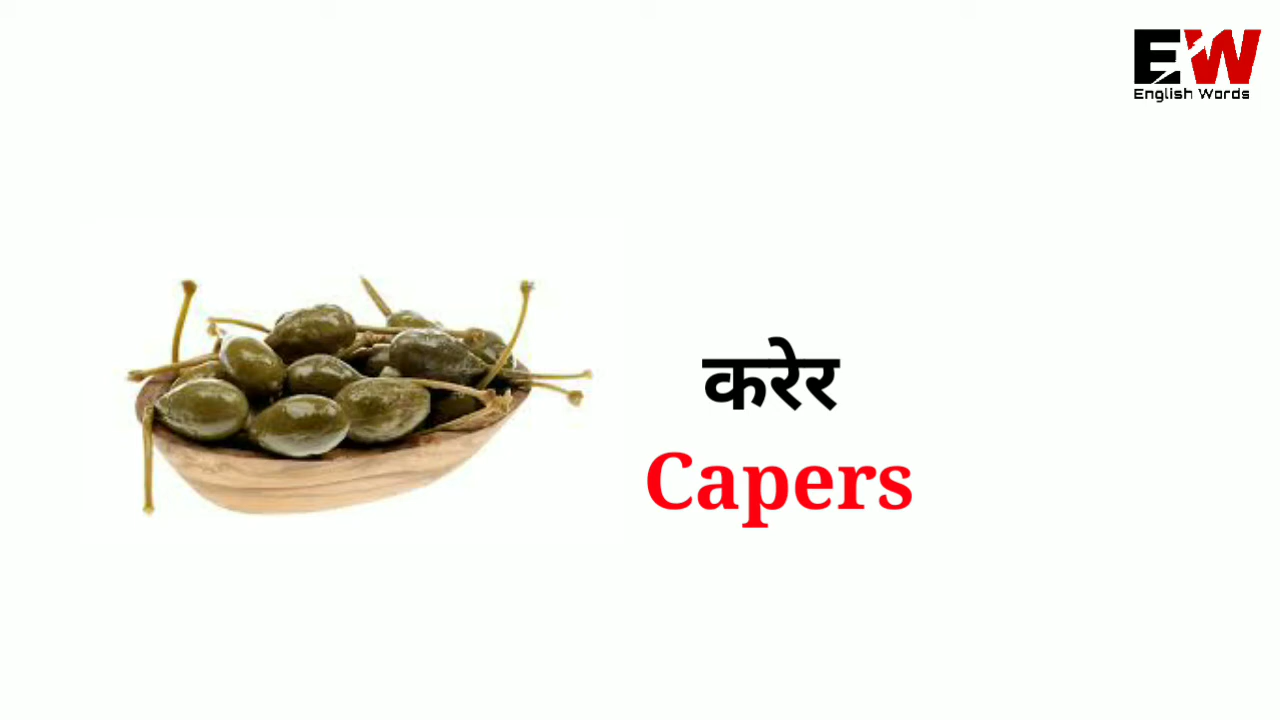 EW
English Words
करेर
Capers